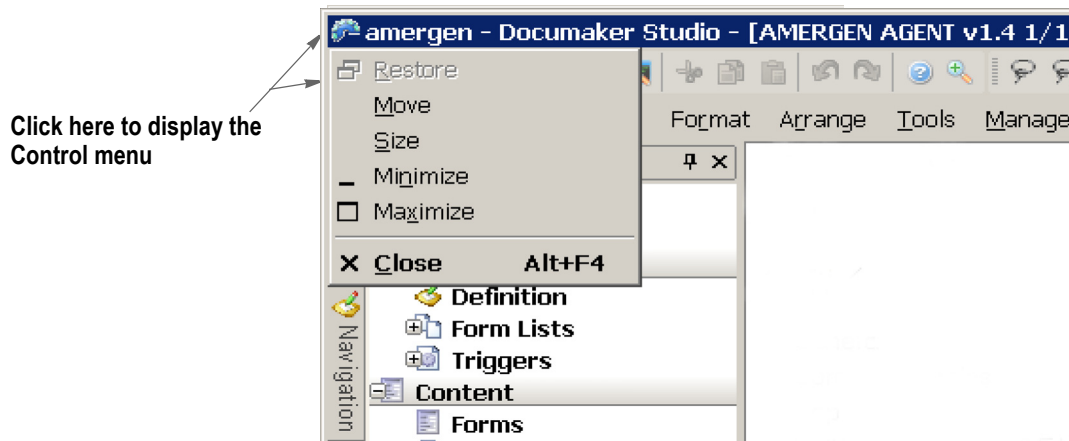 amergen - Documaker Studio - [AMERGEN AGENT v1.4 1/1
Restore
Move
Size
Minimize
Maximize
Close Alt+F4
Format Arrange Tools Manage
Click here to display the
Control menu
Definition
Form Lists
Triggers
Content
Forms
Navigation